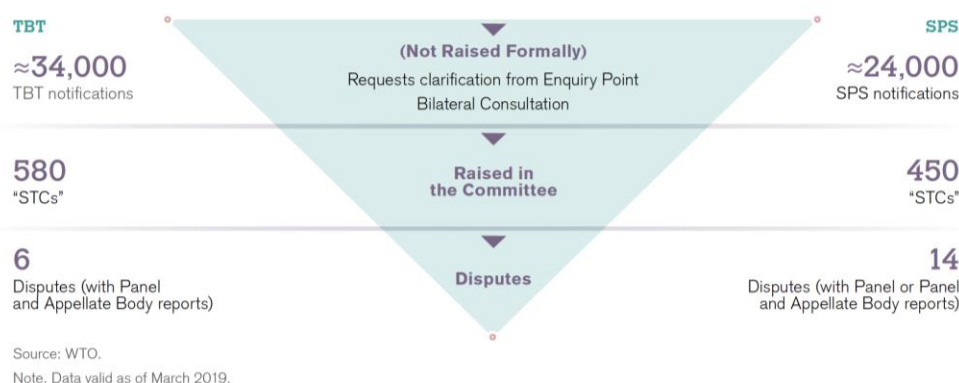 TBT
SPS
(Not Raised Formally)
≈34,000
TBT notifications
Requests clarification from Enquiry Point
Bilateral Consultation
≈24,000
SPS notifications
580
"STCs"
Raised in
the Committee
450
"STCs"
6
Disputes (with Panel
and Appellate Body reports)
Disputes
14
Disputes (with Panel or Panel
and Appellate Body reports)
Source: WTO.
Note. Data valid as of March 2019.